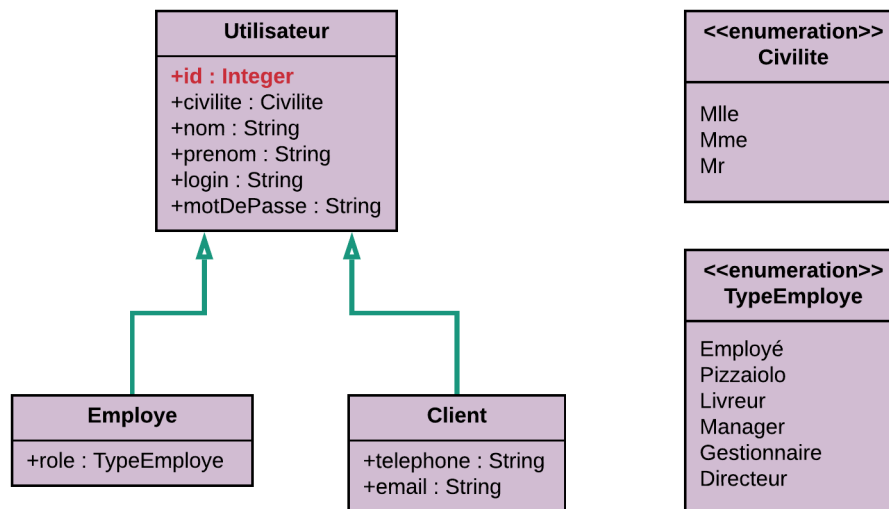 Utilisateur
+id : Integer
+civilite : Civilite
+nom : String
+prenom : String
+login : String
+motDePasse : String
<<enumeration>>
Civilite
Mlle
Mme
Mr
<<enumeration>>
TypeEmploye
Employé
Pizzaiolo
Livreur
Manager
Gestionnaire
Directeur
Employe
+role : TypeEmploye
Client
+telephone : String
+email : String